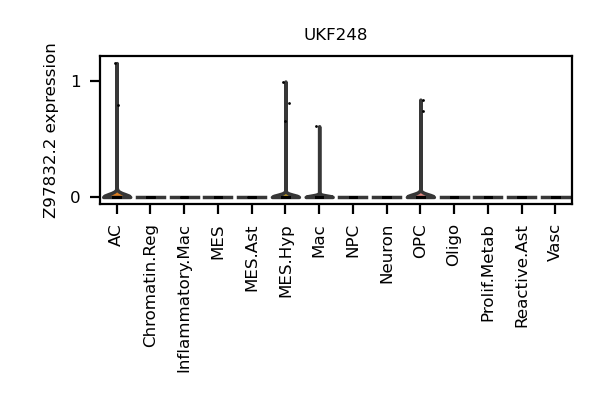 UKF248
Z97832.2 expression
1
0
AC
Chromatin.Reg
Inflammatory.Mac
MES
MES.Ast
MES.Hyp
Mac
NPC
Neuron
OPC
Oligo
Prolif.Metab
Reactive.Ast
Vasc